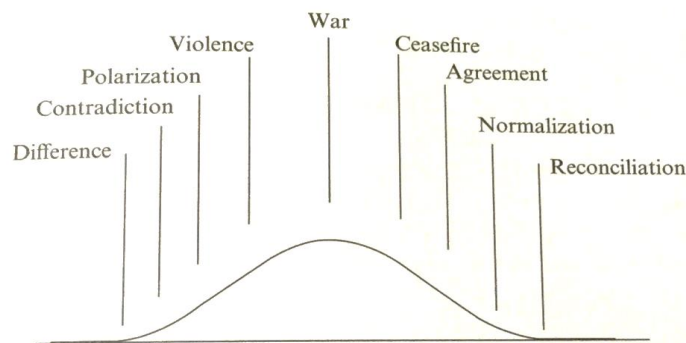 War
Violence
Ceasefire
Polarization
Agreement
Contradiction
Normalization
Difference
Reconciliation